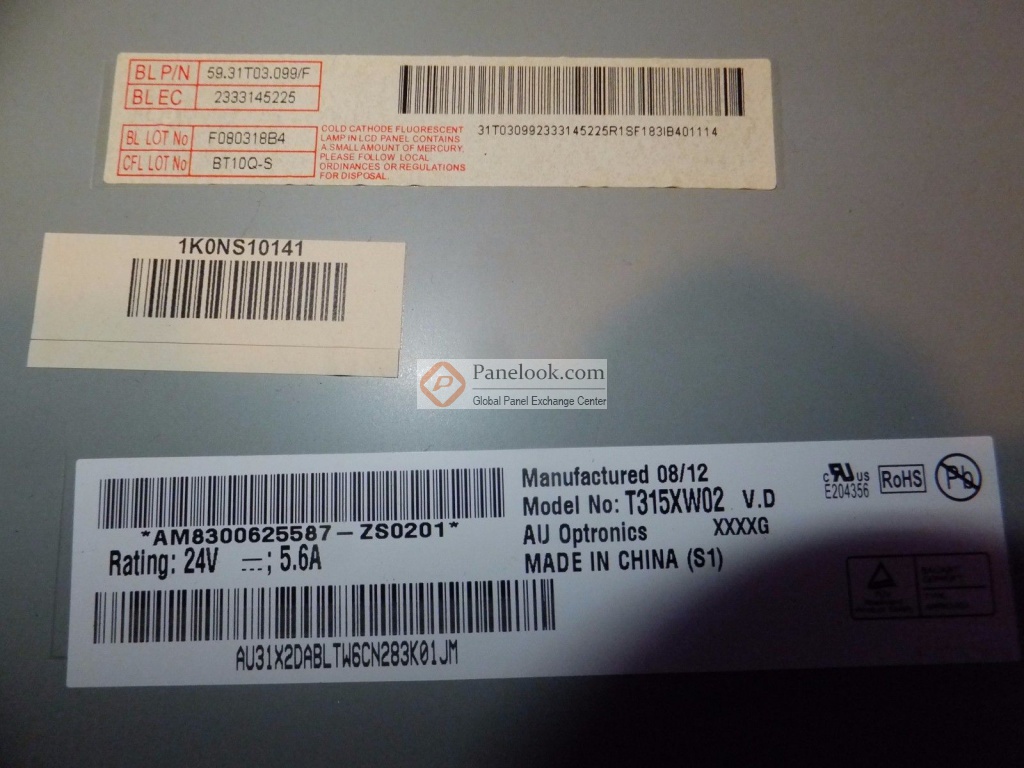 BL P/N 59.31T03.099/F
BL EC 2333145225
BL LOT No F080318B4
CFL LOT No BT10Q-S
COLD CATHODE FLUORESCENT
LAMP IN LCD PANEL CONTAINS
A SMALL AMOUNT OF MERCURY,
PLEASE FOLLOW LOCAL
ORDINANCES OR REGULATIONS
FOR DISPOSAL.
31T030992333145225R1SF183IB401114
1K0NS10141
Panelook.com
Global Panel Exchange Center
*AM8300625587-ZS0201*
Rating: 24V ⎓; 5.6A
AU31X2DABLTW6CN283K01JM
Manufactured 08/12
Model No: T315XW02 V.D
AU Optronics XXXXG
MADE IN CHINA (S1)
c RU US
E204356
RoHS
Pb